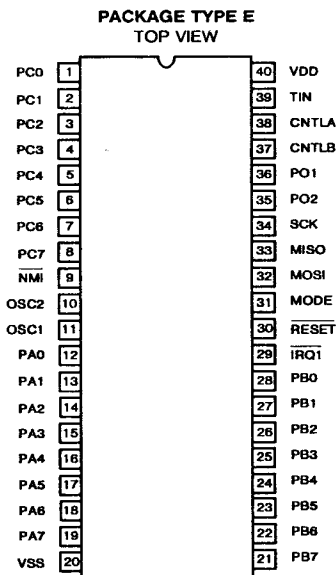 PACKAGE TYPE E
TOP VIEW
PC0 1 40 VDD
PC1 2 39 TIN
PC2 3 38 CNTLA
PC3 4 37 CNTLB
PC4 5 36 PO1
PC5 6 35 PO2
PC6 7 34 SCK
PC7 8 33 MISO
NMI 9 32 MOSI
OSC2 10 31 MODE
OSC1 11 30 RESET
PA0 12 29 IRQ1
PA1 13 28 PB0
PA2 14 27 PB1
PA3 15 26 PB2
PA4 16 25 PB3
PA5 17 24 PB4
PA6 18 23 PB5
PA7 19 22 PB6
VSS 20 21 PB7